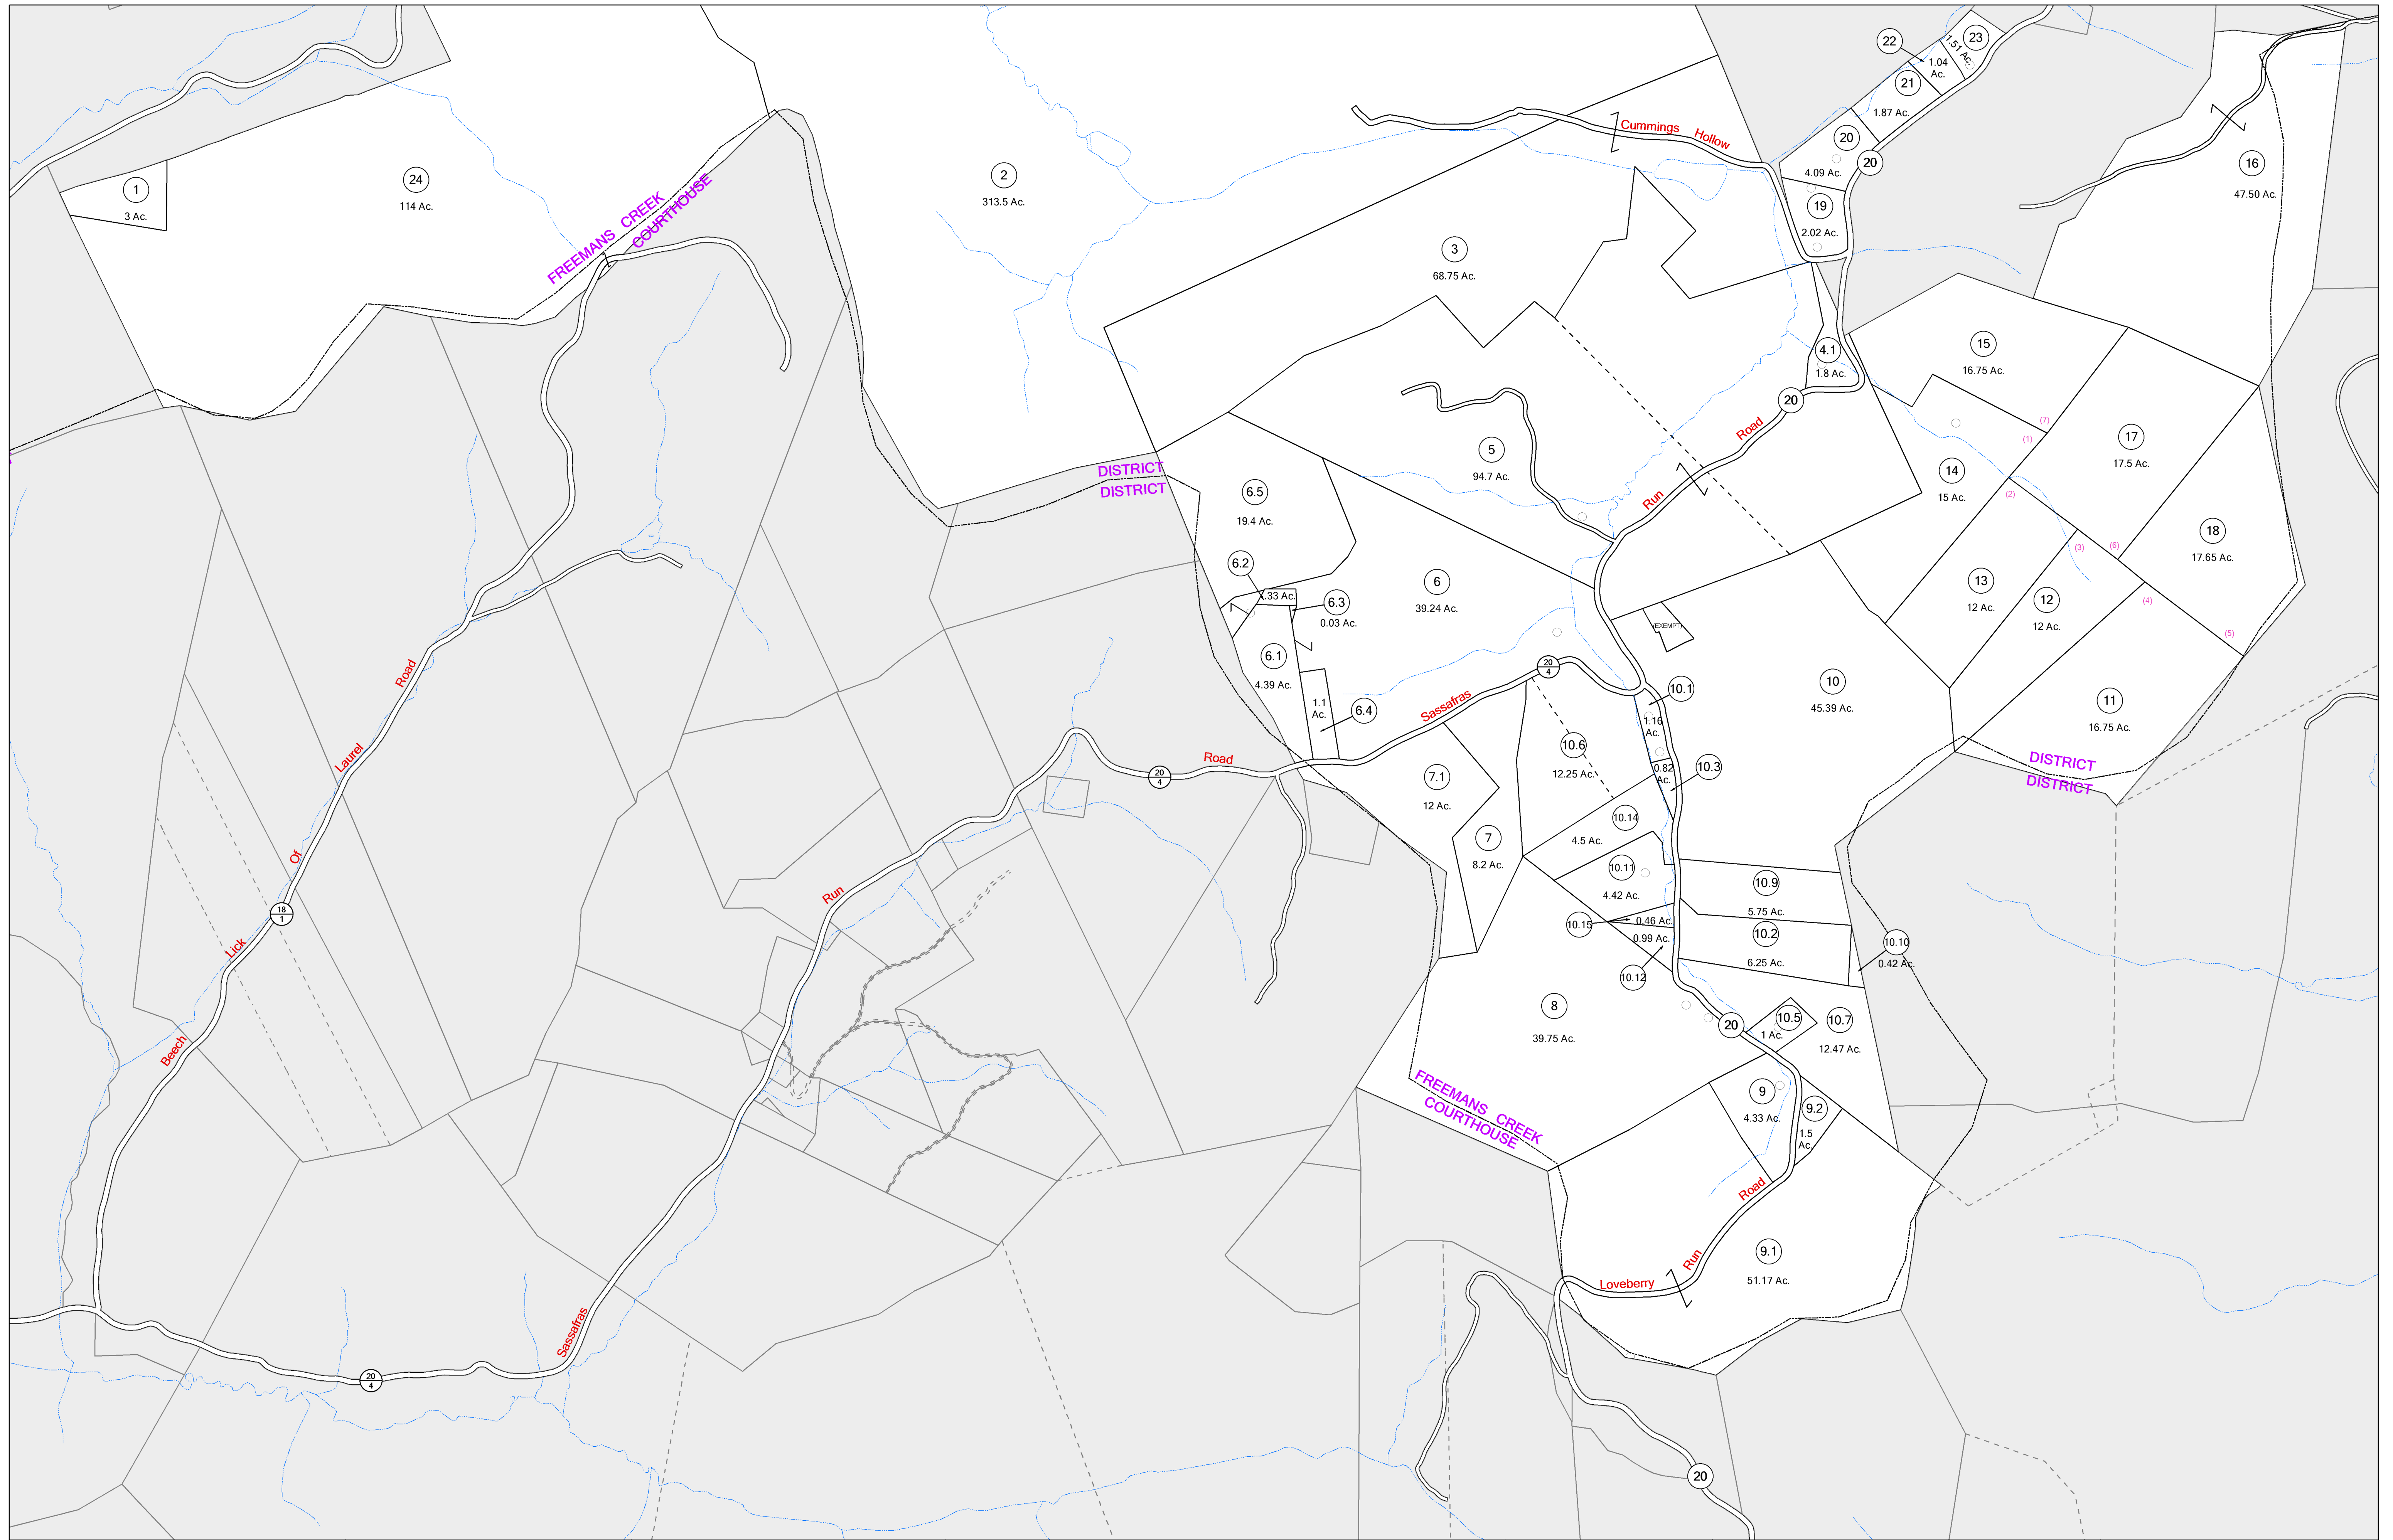 22
23
1.51 Ac.
1.04
Ac.
21
1.87 Ac.
20
4.09 Ac.
20
19
2.02 Ac.
Cummings Hollow
16
47.50 Ac.
1
3 Ac.
24
114 Ac.
FREEMANS CREEK
COURTHOUSE
2
313.5 Ac.
3
68.75 Ac.
4.1
1.8 Ac.
15
16.75 Ac.
20
Road
Run
5
94.7 Ac.
(7)
(1)
17
17.5 Ac.
14
15 Ac.
(2)
DISTRICT
DISTRICT
6.5
19.4 Ac.
18
17.65 Ac.
(3)
(6)
6.2
.33 Ac.
6.3
0.03 Ac.
6
39.24 Ac.
13
12 Ac.
12
12 Ac.
(4)
(5)
(EXEMPT)
6.1
4.39 Ac.
1.1
Ac.
6.4
20
4
Sassafras
10.1
1.16
Ac.
10
45.39 Ac.
11
16.75 Ac.
Road
Laurel
Of
18
1
Lick
Beech
20
4
Road
Run
7.1
12 Ac.
7
8.2 Ac.
10.6
12.25 Ac.
10.3
0.82
Ac.
DISTRICT
DISTRICT
10.14
4.5 Ac.
10.11
4.42 Ac.
10.9
5.75 Ac.
10.15
0.46 Ac.
0.99 Ac.
10.2
6.25 Ac.
10.10
0.42 Ac.
10.12
8
39.75 Ac.
20
10.5
1 Ac.
10.7
12.47 Ac.
FREEMANS CREEK
COURTHOUSE
9
4.33 Ac.
9.2
1.5
Ac.
Road
Run
Loveberry
9.1
51.17 Ac.
Sassafras
20
4
20